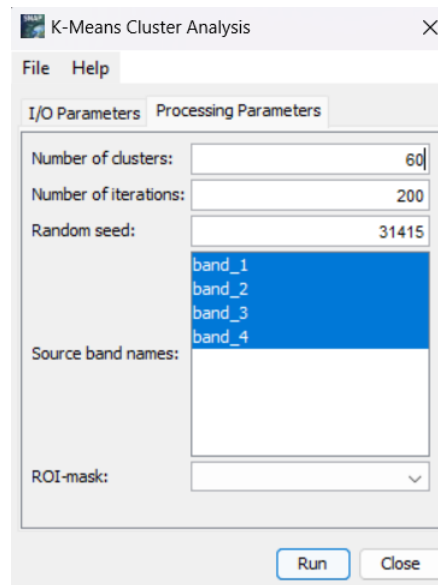 K-Means Cluster Analysis
File Help
I/O Parameters Processing Parameters
Number of clusters: 60
Number of iterations: 200
Random seed: 31415
band_1
band_2
band_3
band_4
Source band names:
ROI-mask:
Run Close